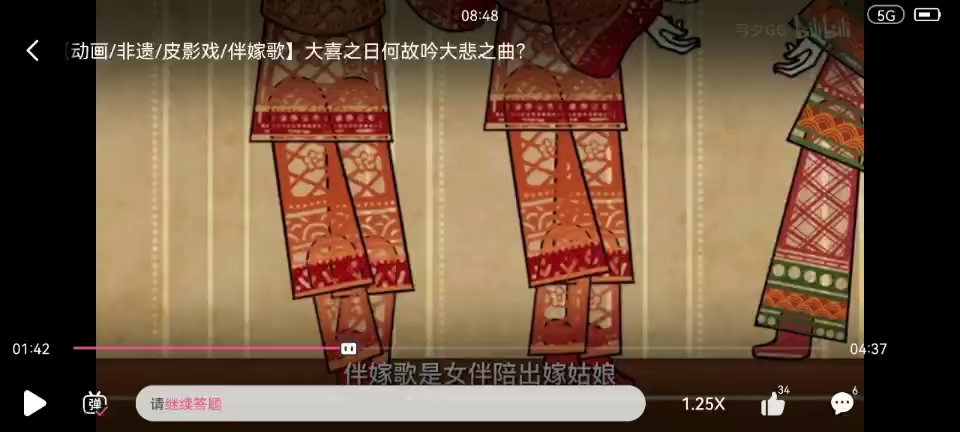 08:48
5G
【动画/非遗/皮影戏/伴嫁歌】大喜之日何故吟大悲之曲?
弓夕GG bilibili
01:42
04:37
伴嫁歌是女伴陪出嫁姑娘
弹
请继续答题
1.25X
34
6